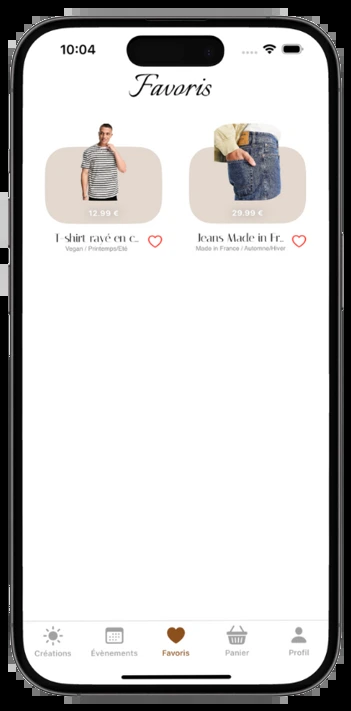 10:04
Favoris
12.99 €
29.99 €
T-shirt rayé en c...
Jeans Made in Fr...
Vegan / Printemps/Eté
Made in France / Automne/Hiver
Créations
Évènements
Favoris
Panier
Profil